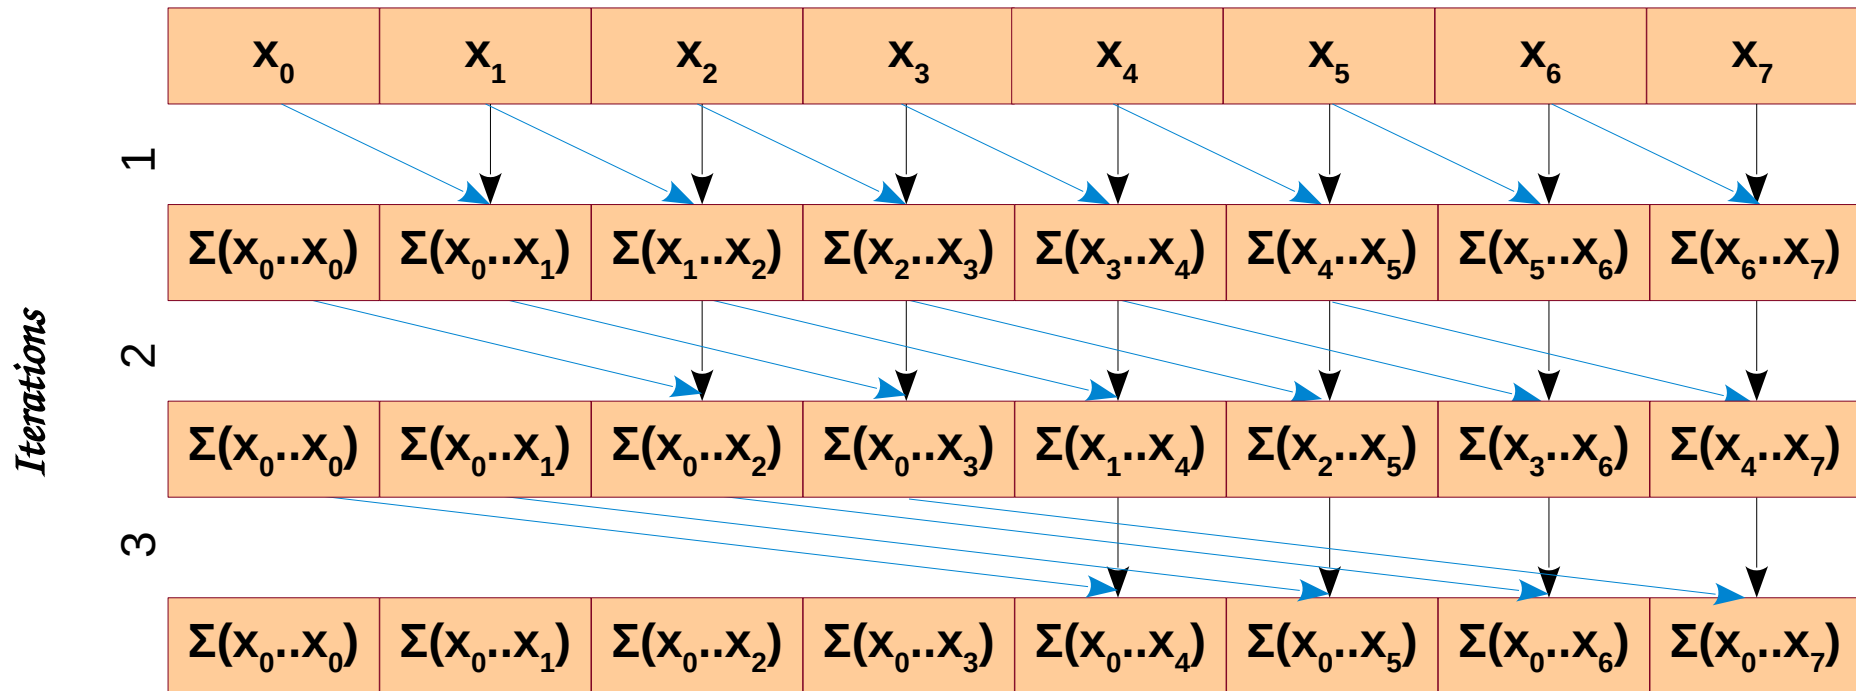 x₀ x₁ x₂ x₃ x₄ x₅ x₆ x₇
1
Σ(x₀..x₀) Σ(x₀..x₁) Σ(x₁..x₂) Σ(x₂..x₃) Σ(x₃..x₄) Σ(x₄..x₅) Σ(x₅..x₆) Σ(x₆..x₇)
Iterations
2
Σ(x₀..x₀) Σ(x₀..x₁) Σ(x₀..x₂) Σ(x₀..x₃) Σ(x₁..x₄) Σ(x₂..x₅) Σ(x₃..x₆) Σ(x₄..x₇)
3
Σ(x₀..x₀) Σ(x₀..x₁) Σ(x₀..x₂) Σ(x₀..x₃) Σ(x₀..x₄) Σ(x₀..x₅) Σ(x₀..x₆) Σ(x₀..x₇)